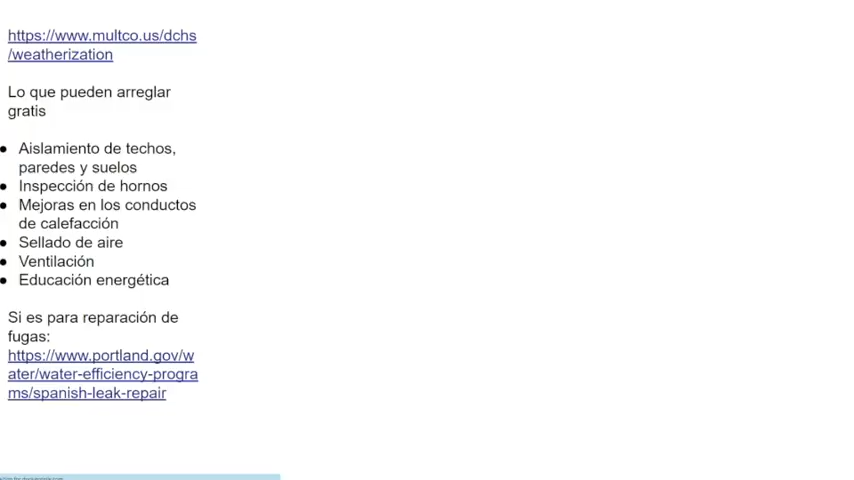 https://www.multco.us/dchs
/weatherization
Lo que pueden arreglar
gratis
● Aislamiento de techos,
paredes y suelos
● Inspección de hornos
● Mejoras en los conductos
de calefacción
● Sellado de aire
● Ventilación
● Educación energética
Si es para reparación de
fugas:
https://www.portland.gov/w
ater/water-efficiency-progra
ms/spanish-leak-repair